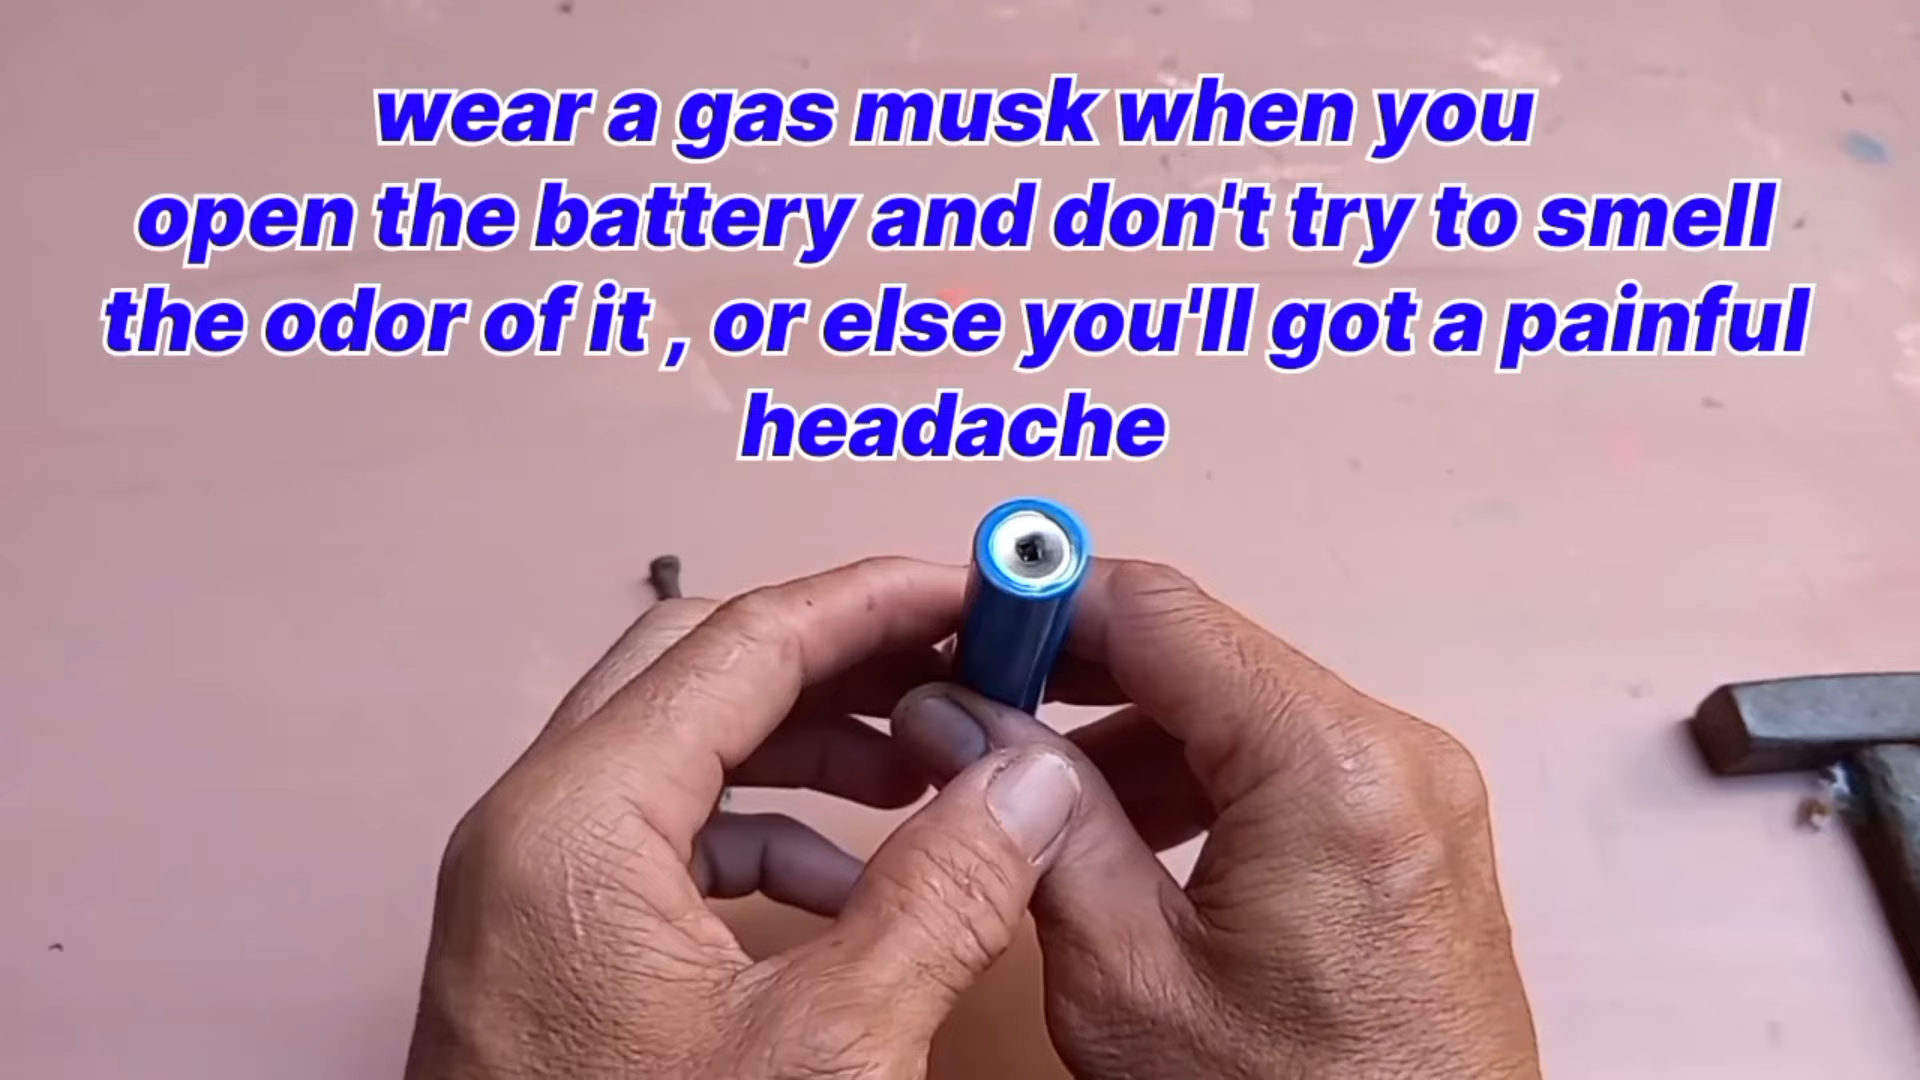 wear a gas musk when you
open the battery and don't try to smell
the odor of it , or else you'll got a painful
headache